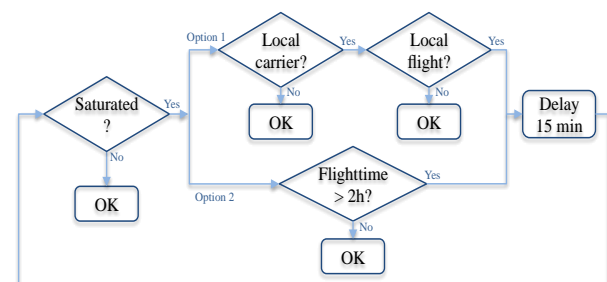 Option 1
Local
carrier?
Yes
Local
flight?
Yes
No
No
OK
OK
Saturated
?
Yes
No
OK
Delay
15 min
Option 2
Flighttime
> 2h?
Yes
No
OK